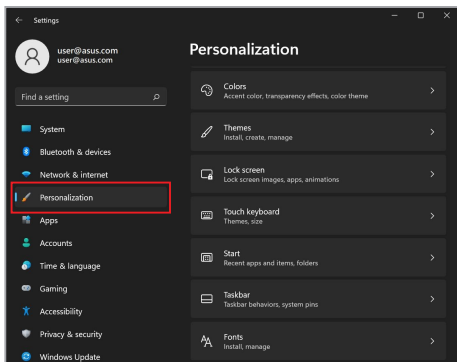 Settings
user@asus.com
user@asus.com
Find a setting
System
Bluetooth & devices
Network & internet
Personalization
Apps
Accounts
Time & language
Gaming
Accessibility
Privacy & security
Windows Update
Personalization
Colors
Accent color, transparency effects, color theme
Themes
Install, create, manage
Lock screen
Lock screen images, apps, animations
Touch keyboard
Themes, size
Start
Recent apps and items, folders
Taskbar
Taskbar behaviors, system pins
Fonts
Install, manage